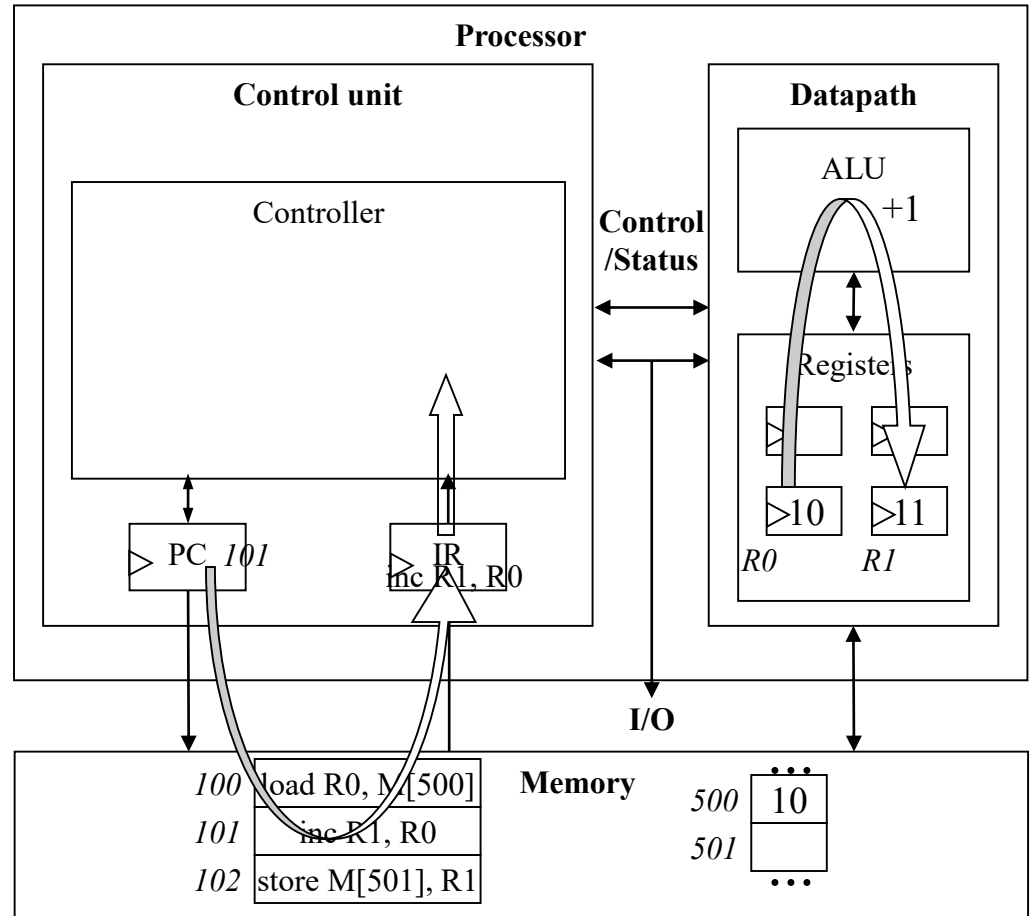 Processor
Control unit
Datapath
ALU
+1
Controller
Control
/Status
Registers
10
11
R0
R1
PC
101
IR
inc R1, R0
I/O
Memory
100
load R0, M[500]
101
inc R1, R0
102
store M[501], R1
•••
500
10
501
•••